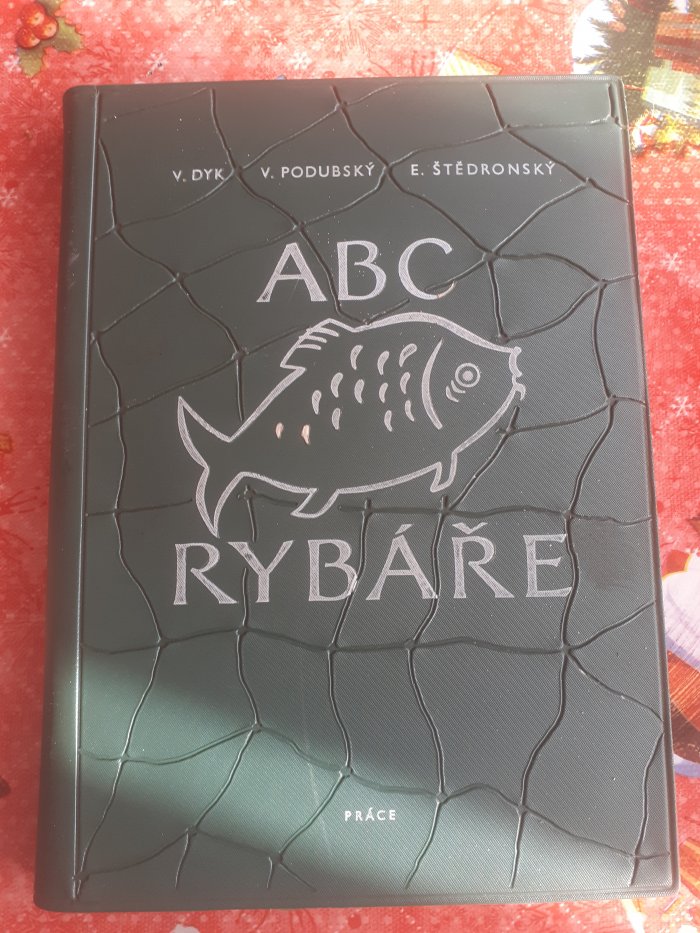 V. DYK V. PODUBSKÝ E. ŠTĚDRONSKÝ
ABC
RYBÁŘE
PRÁCE